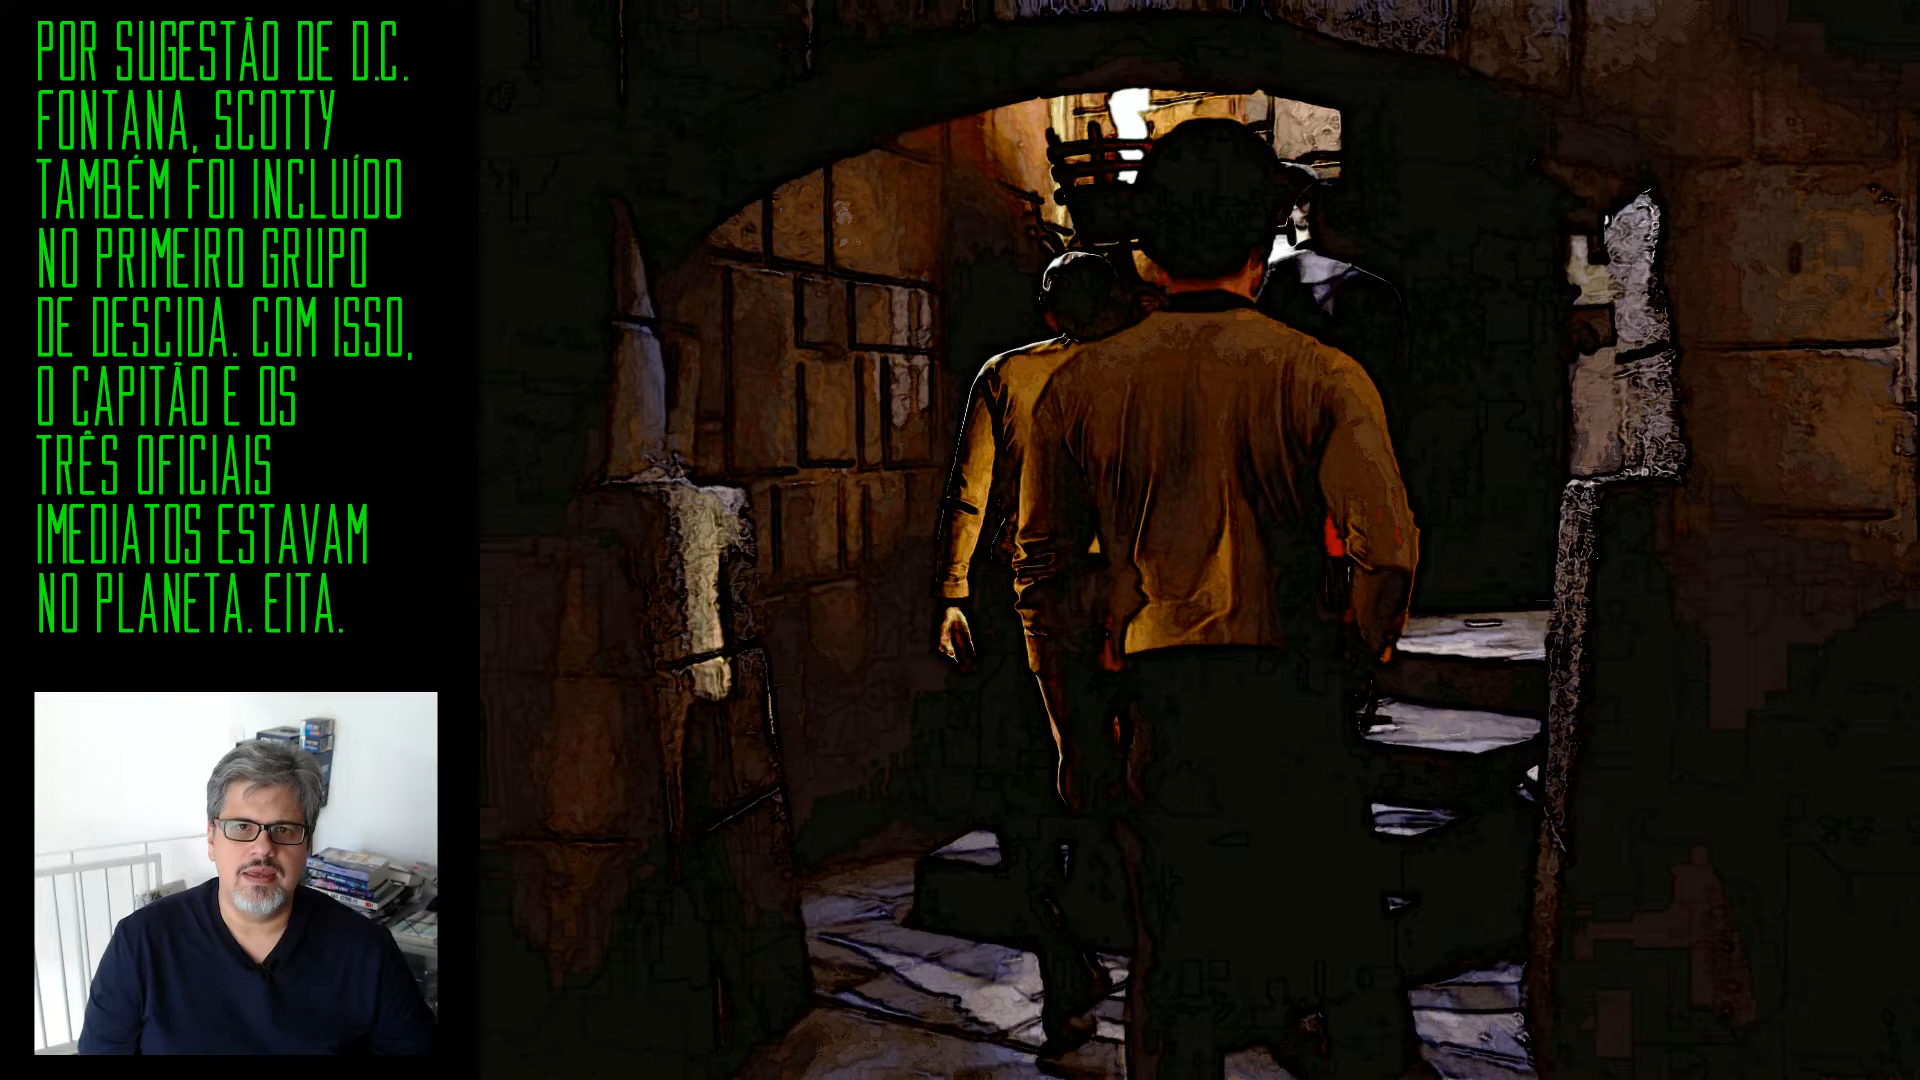 POR SUGESTÃO DE D.C.
FONTANA, SCOTTY
TAMBÉM FOI INCLUÍDO
NO PRIMEIRO GRUPO
DE DESCIDA. COM ISSO,
O CAPITÃO E OS
TRÊS OFICIAIS
IMEDIATOS ESTAVAM
NO PLANETA. EITA.